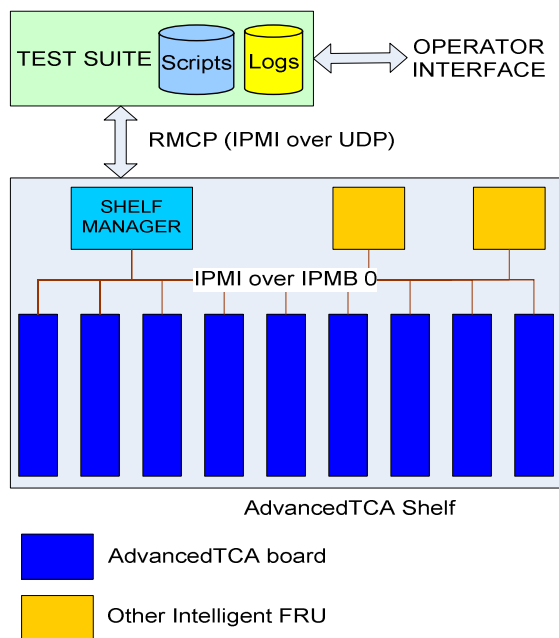 TEST SUITE
Scripts
Logs
OPERATOR
INTERFACE
RMCP (IPMI over UDP)
SHELF
MANAGER
IPMI over IPMB 0
AdvancedTCA Shelf
AdvancedTCA board
Other Intelligent FRU